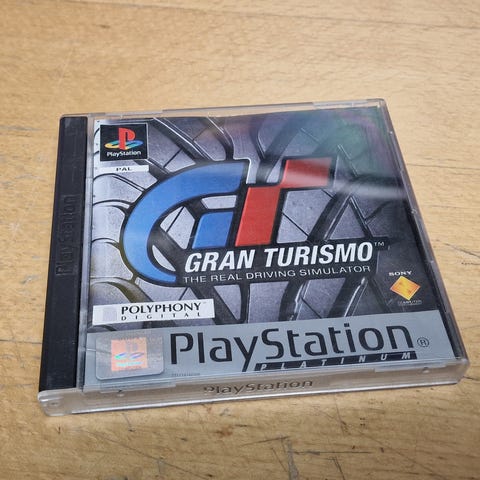 PlayStation
PAL
PlayStation
GT
GRAN TURISMO™
THE REAL DRIVING SIMULATOR
SONY
POLYPHONY
DIGITAL
PlayStation®
PLATINUM
PlayStation